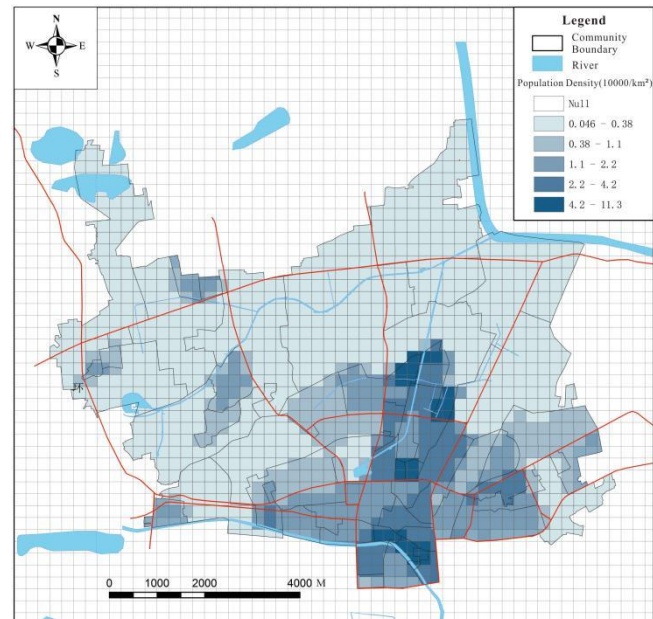 N
W
E
S
Legend
Community
Boundary
River
Population Density(10000/km²)
Null
0.046 - 0.38
0.38 - 1.1
1.1 - 2.2
2.2 - 4.2
4.2 - 11.3
环
0 1000 2000 4000 M